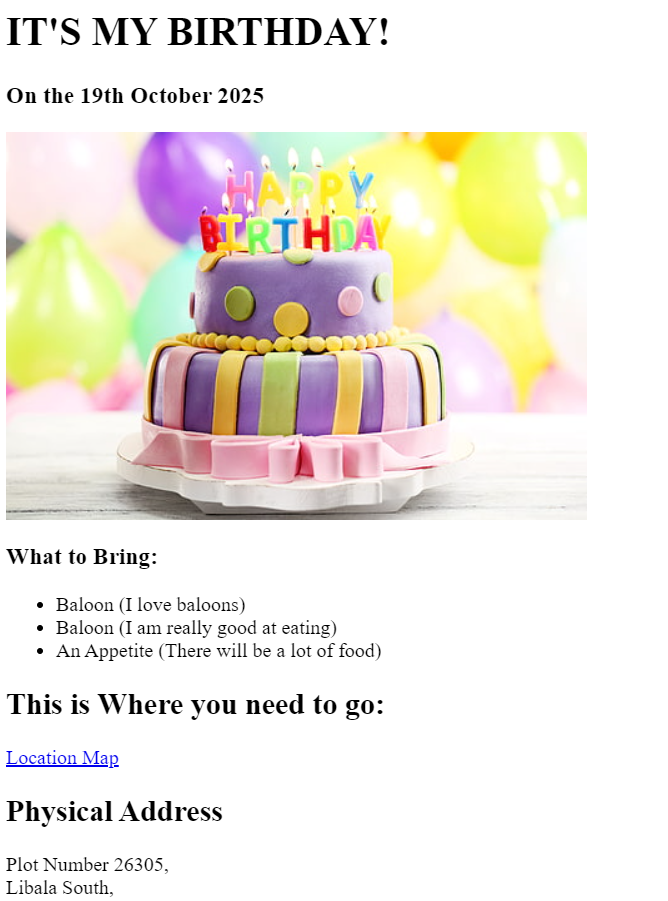 IT'S MY BIRTHDAY!
On the 19th October 2025
HAPPY
BIRTHDAY
What to Bring:
Baloon (I love baloons)
Baloon (I am really good at eating)
An Appetite (There will be a lot of food)
This is Where you need to go:
Location Map
Physical Address
Plot Number 26305,
Libala South,